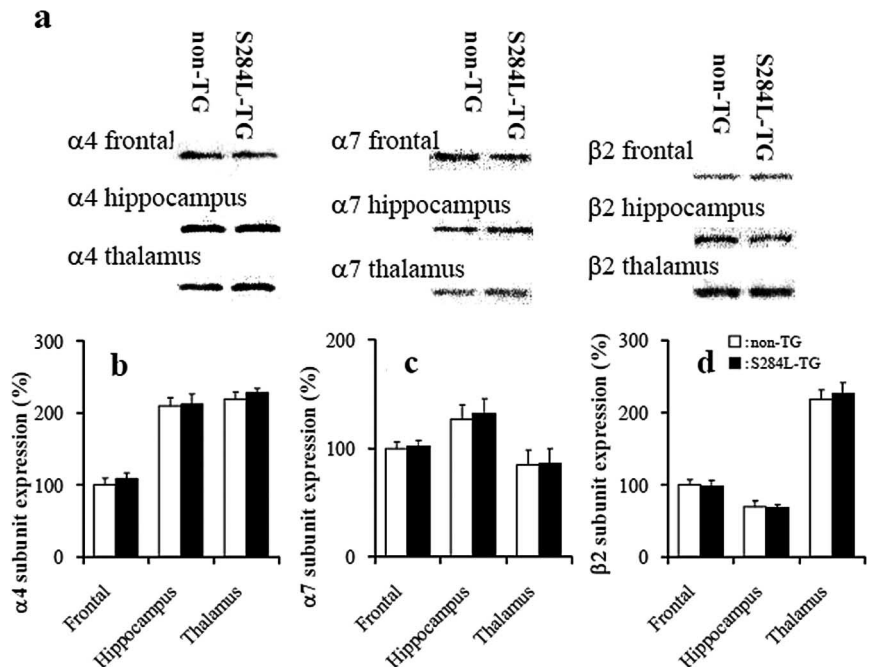 a
non-TG
S284L-TG
α4 frontal
α4 hippocampus
α4 thalamus
non-TG
S284L-TG
α7 frontal
α7 hippocampus
α7 thalamus
non-TG
S284L-TG
β2 frontal
β2 hippocampus
β2 thalamus
b
α4 subunit expression (%)
300
200
100
0
Frontal
Hippocampus
Thalamus
c
α7 subunit expression (%)
200
100
0
Frontal
Hippocampus
Thalamus
d
:non-TG
:S284L-TG
β2 subunit expression (%)
300
200
100
0
Frontal
Hippocampus
Thalamus